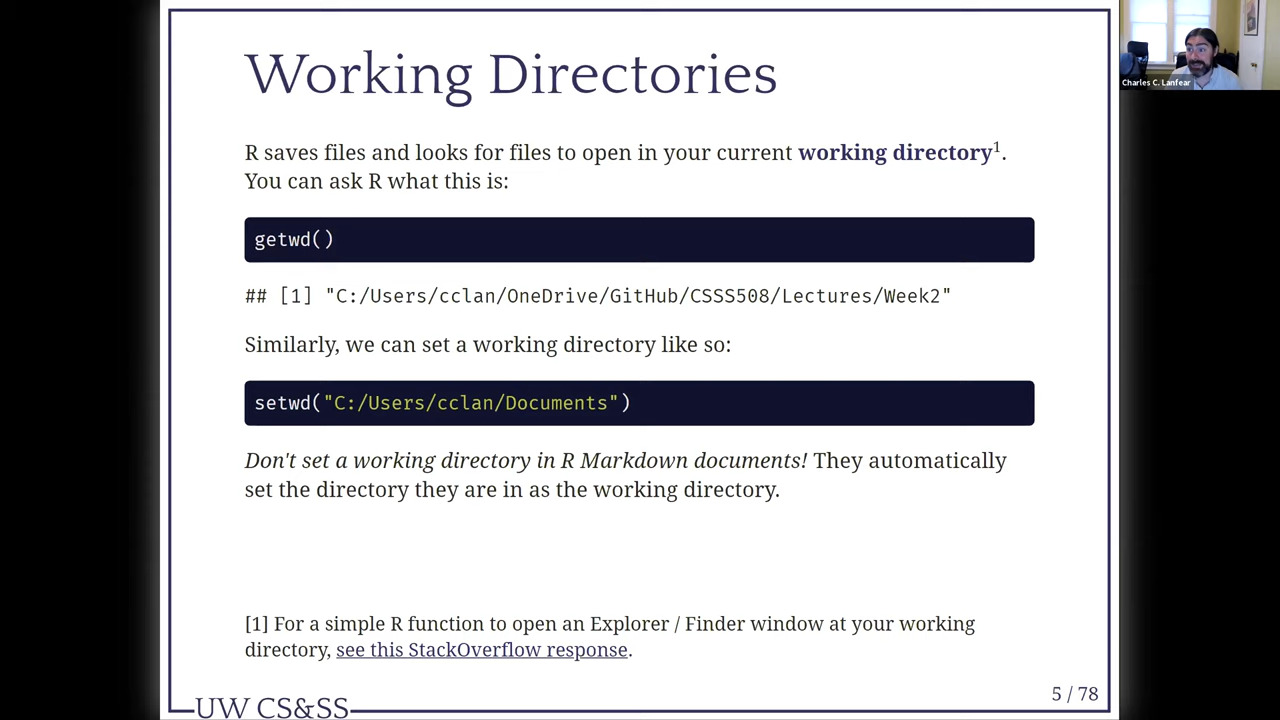 Working Directories
Charles C. Lanfear
R saves files and looks for files to open in your current working directory1.
You can ask R what this is:
getwd()
## [1] "C:/Users/cclan/OneDrive/GitHub/CSSS508/Lectures/Week2"
Similarly, we can set a working directory like so:
setwd("C:/Users/cclan/Documents")
Don't set a working directory in R Markdown documents! They automatically
set the directory they are in as the working directory.
[1] For a simple R function to open an Explorer / Finder window at your working
directory, see this StackOverflow response.
5 / 78
UW CS&SS